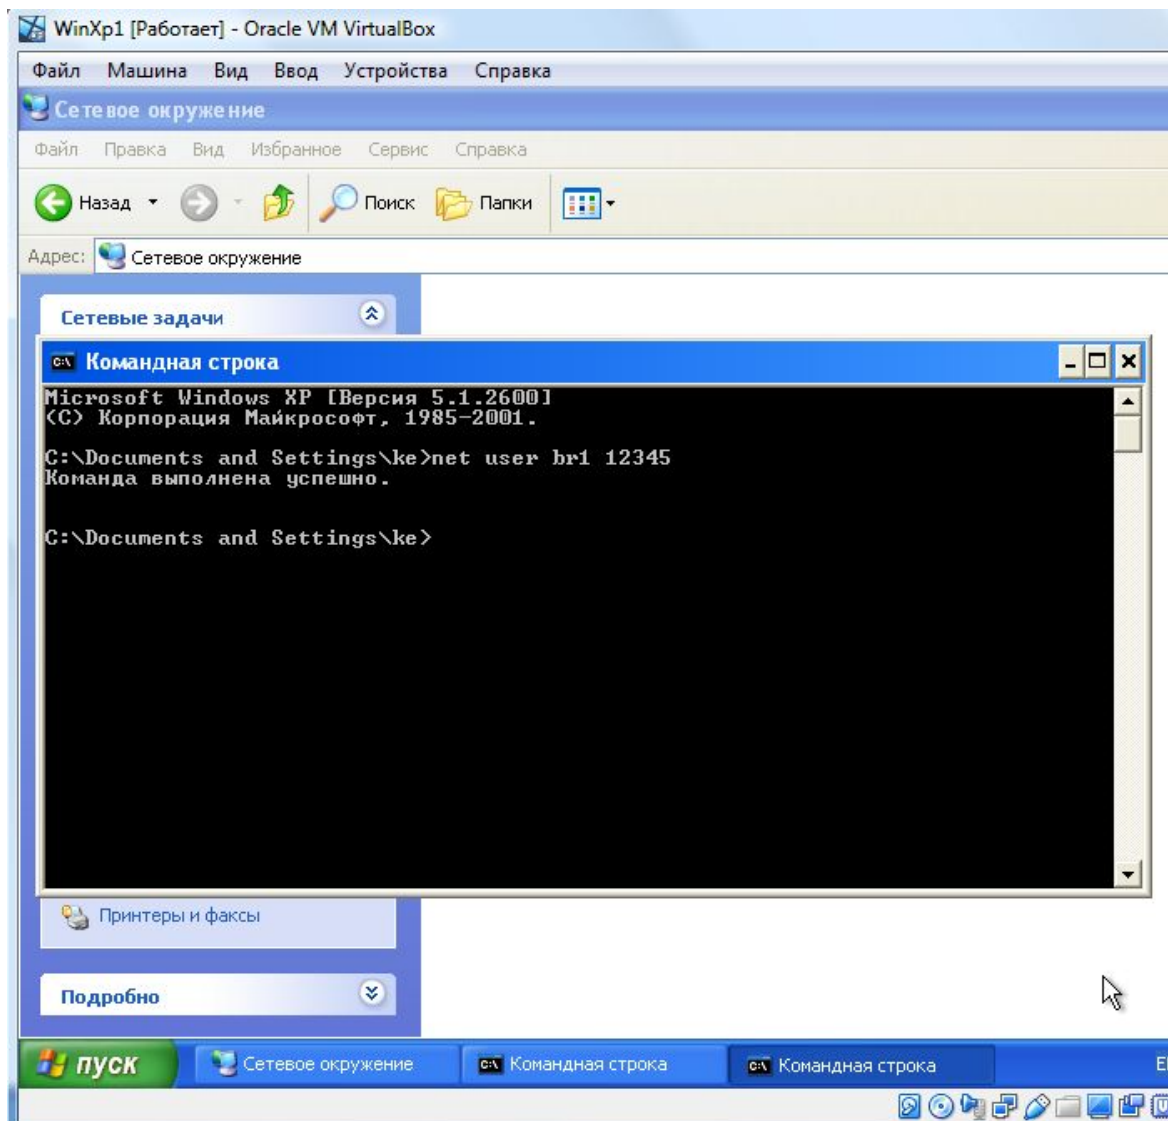 WinXp1 [Работает] - Oracle VM VirtualBox
Файл Машина Вид Ввод Устройства Справка
Сетевое окружение
Файл Правка Вид Избранное Сервис Справка
Назад Поиск Папки
Адрес: Сетевое окружение
Сетевые задачи
C:\ Командная строка
Microsoft Windows XP [Версия 5.1.2600]
(C) Корпорация Майкрософт, 1985-2001.
C:\Documents and Settings\ke>net user br1 12345
Команда выполнена успешно.
C:\Documents and Settings\ke>
Принтеры и факсы
Подробно
пуск Сетевое окружение C:\ Командная строка C:\ Командная строка